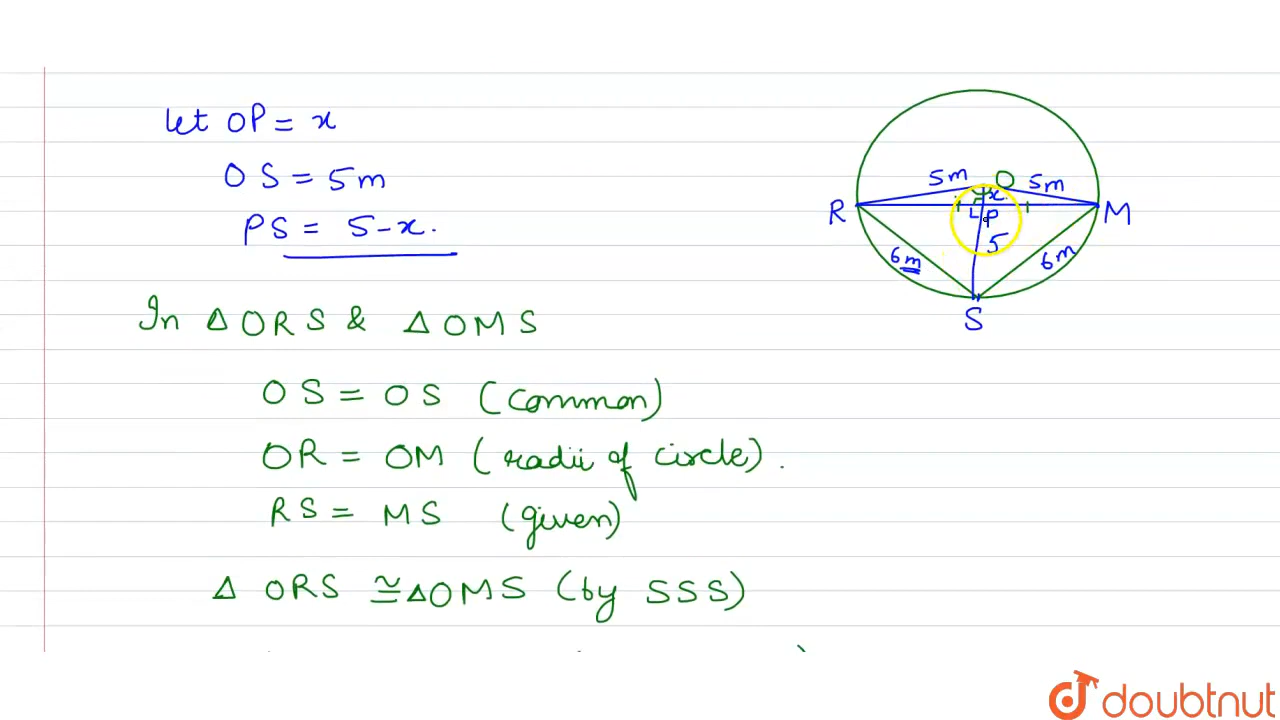 Let OP = x
OS = 5m
PS = 5-x.
In Δ ORS & Δ OMS
OS = OS (common)
OR = OM (radii of circle).
RS = MS (given)
Δ ORS ≅ Δ OMS (by SSS)
5m O 5m
x
R P M
5
6m 6m
S
doubtnut